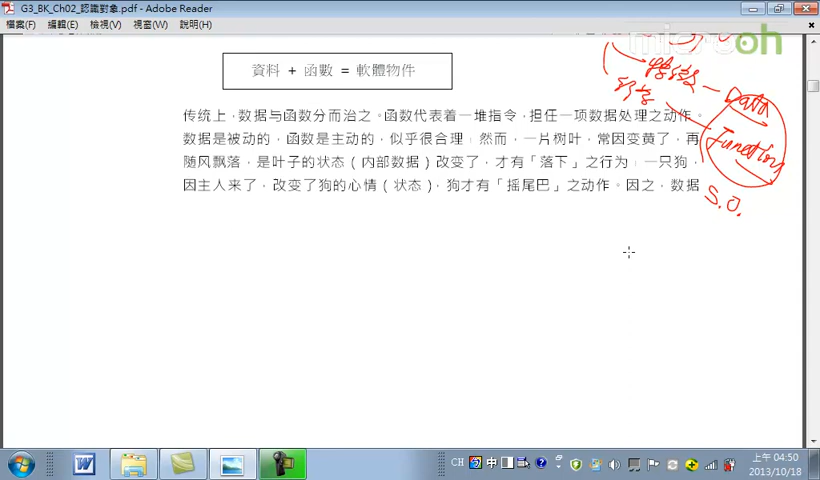 G3_BK_Ch02_認識對象.pdf - Adobe Reader
檔案(F) 編輯(E) 檢視(V) 視窗(W) 說明(H)
microoh
特徵 — Data
行為 Function
S.O.
資料 + 函數 = 軟體物件
传统上，数据与函数分而治之。函数代表着一堆指令，担任一项数据处理之动作。
数据是被动的，函数是主动的，似乎很合理！然而，一片树叶，常因变黄了，再
随风飘落，是叶子的状态（内部数据）改变了，才有「落下」之行为！一只狗，
因主人来了，改变了狗的心情（状态），狗才有「摇尾巴」之动作。因之，数据
CH 中
上午 04:50
2013/10/18